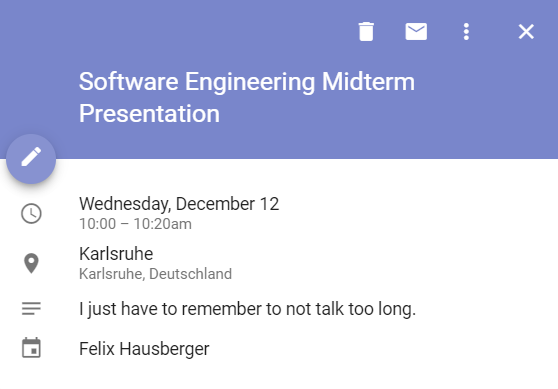 Software Engineering Midterm
Presentation
Wednesday, December 12
10:00 – 10:20am
Karlsruhe
Karlsruhe, Deutschland
I just have to remember to not talk too long.
Felix Hausberger